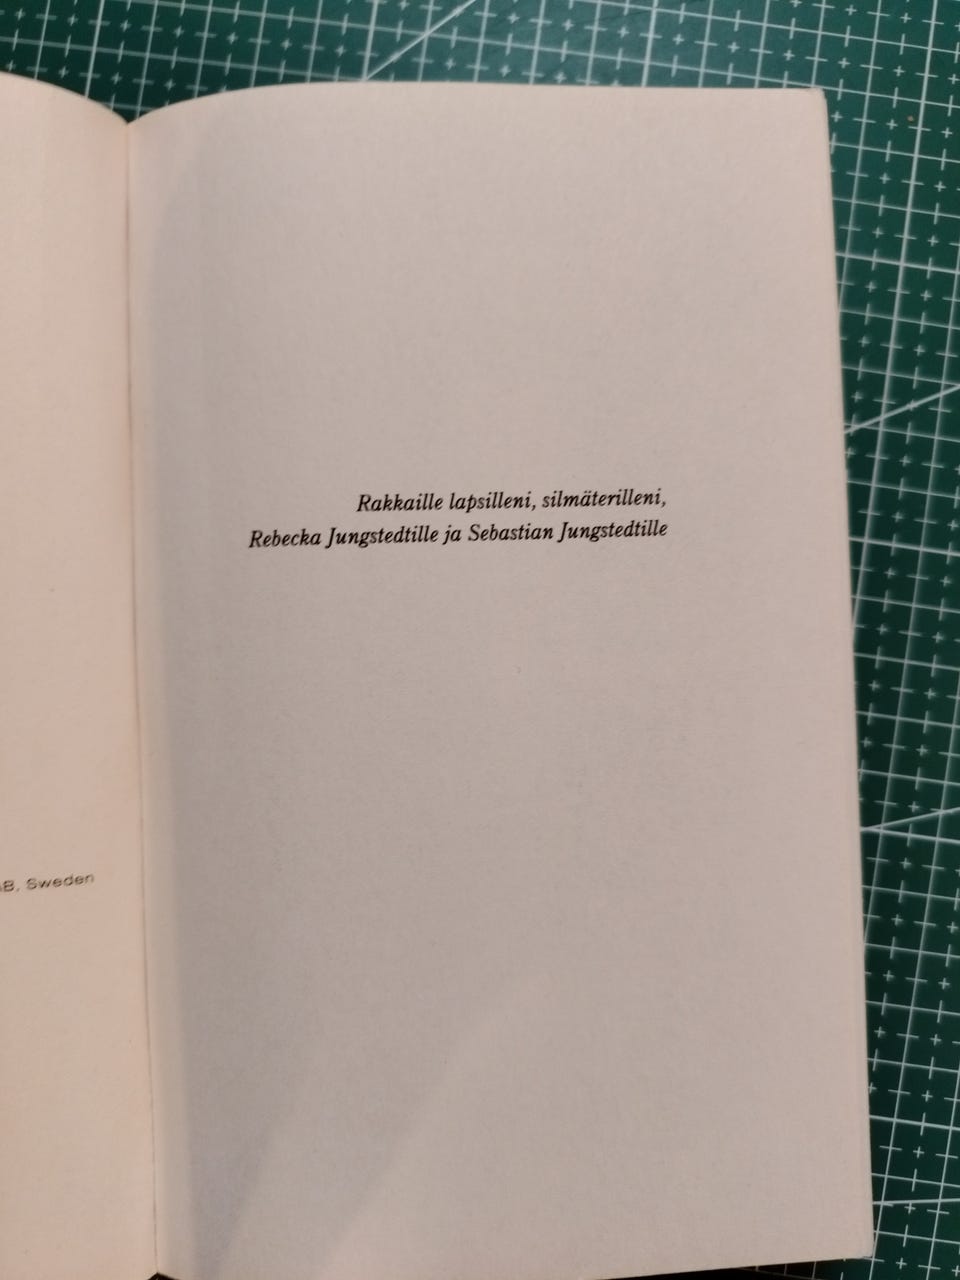 Rakkaille lapsilleni, silmäterilleni,
Rebecka Jungstedtille ja Sebastian Jungstedtille
B, Sweden